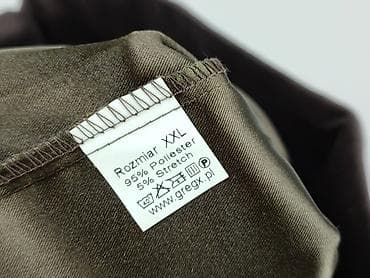 Rozmiar XXL
95% Poliester
5% Stretch
www.gregx.pl